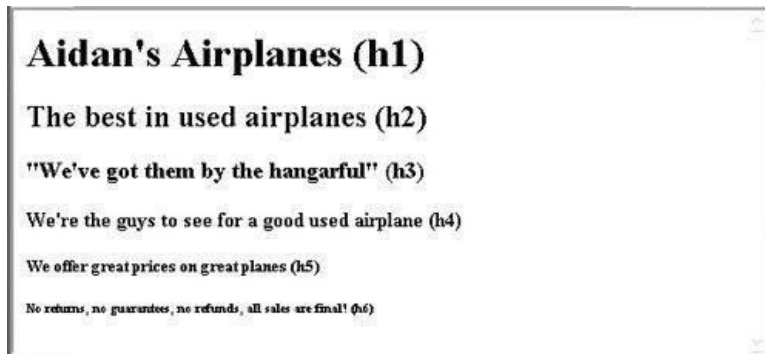 Aidan's Airplanes (h1)
The best in used airplanes (h2)
"We've got them by the hangarful" (h3)
We're the guys to see for a good used airplane (h4)
We offer great prices on great planes (h5)
No returns, no guarantees, no refunds, all sales are final! (h6)